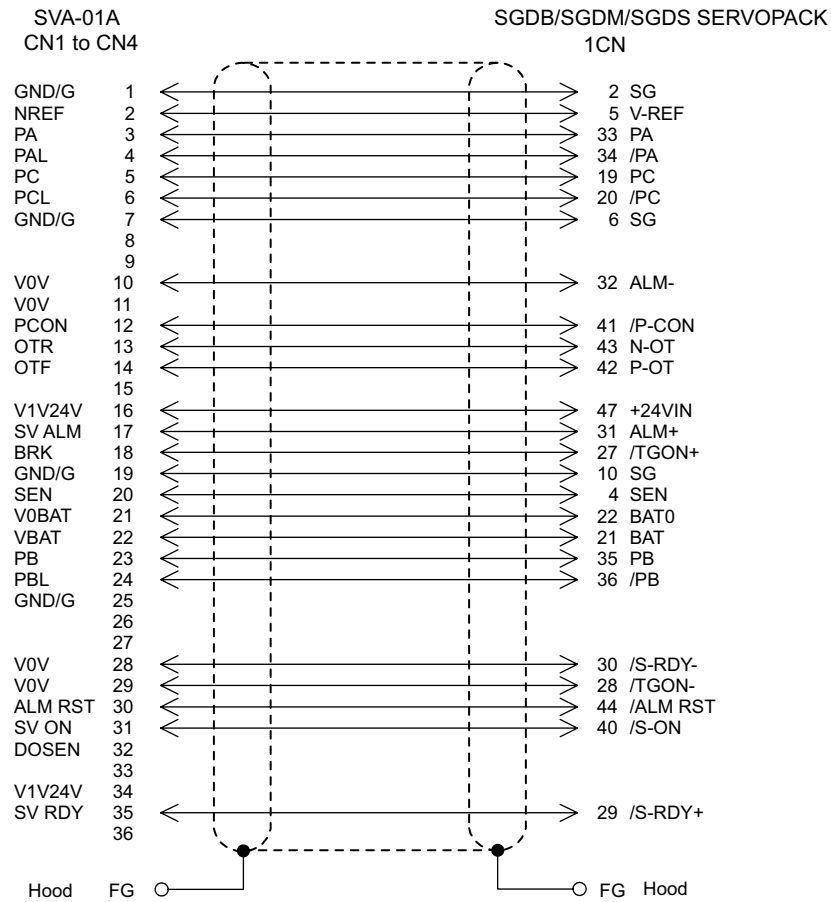 SVA-01A SGDB/SGDM/SGDS SERVOPACK
CN1 to CN4 1CN
GND/G 1 2 SG
NREF 2 5 V-REF
PA 3 33 PA
PAL 4 34 /PA
PC 5 19 PC
PCL 6 20 /PC
GND/G 7 6 SG
8
9
V0V 10 32 ALM-
V0V 11
PCON 12 41 /P-CON
OTR 13 43 N-OT
OTF 14 42 P-OT
15
V1V24V 16 47 +24VIN
SV ALM 17 31 ALM+
BRK 18 27 /TGON+
GND/G 19 10 SG
SEN 20 4 SEN
V0BAT 21 22 BAT0
VBAT 22 21 BAT
PB 23 35 PB
PBL 24 36 /PB
GND/G 25
26
27
V0V 28 30 /S-RDY-
V0V 29 28 /TGON-
ALM RST 30 44 /ALM RST
SV ON 31 40 /S-ON
DOSEN 32
33
V1V24V 34
SV RDY 35 29 /S-RDY+
36
Hood FG FG Hood